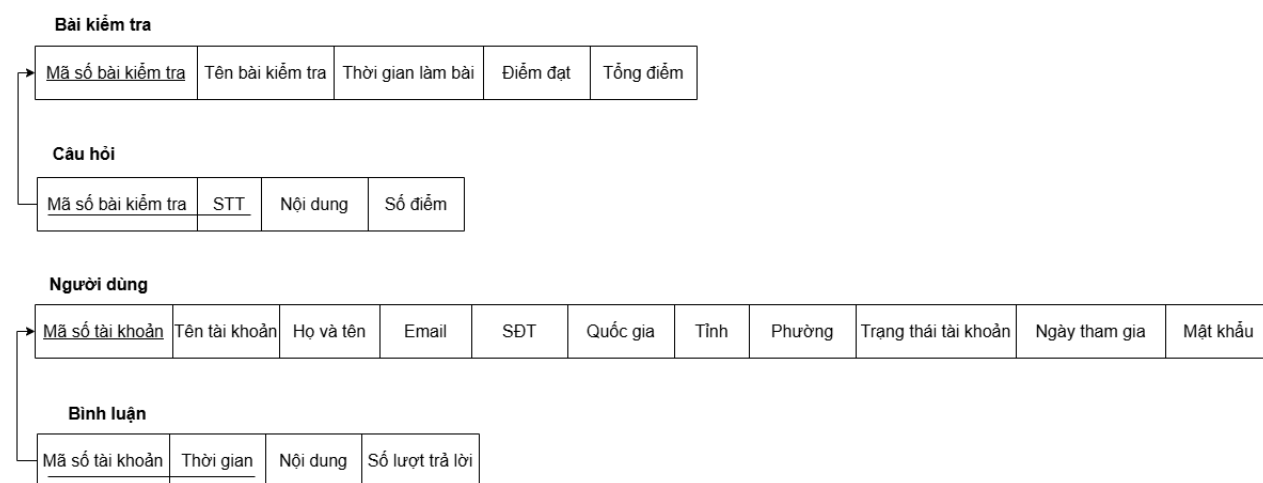 Bài kiểm tra
Mã số bài kiểm tra Tên bài kiểm tra Thời gian làm bài Điểm đạt Tổng điểm
Câu hỏi
Mã số bài kiểm tra STT Nội dung Số điểm
Người dùng
Mã số tài khoản Tên tài khoản Họ và tên Email SĐT Quốc gia Tỉnh Phường Trạng thái tài khoản Ngày tham gia Mật khẩu
Bình luận
Mã số tài khoản Thời gian Nội dung Số lượt trả lời